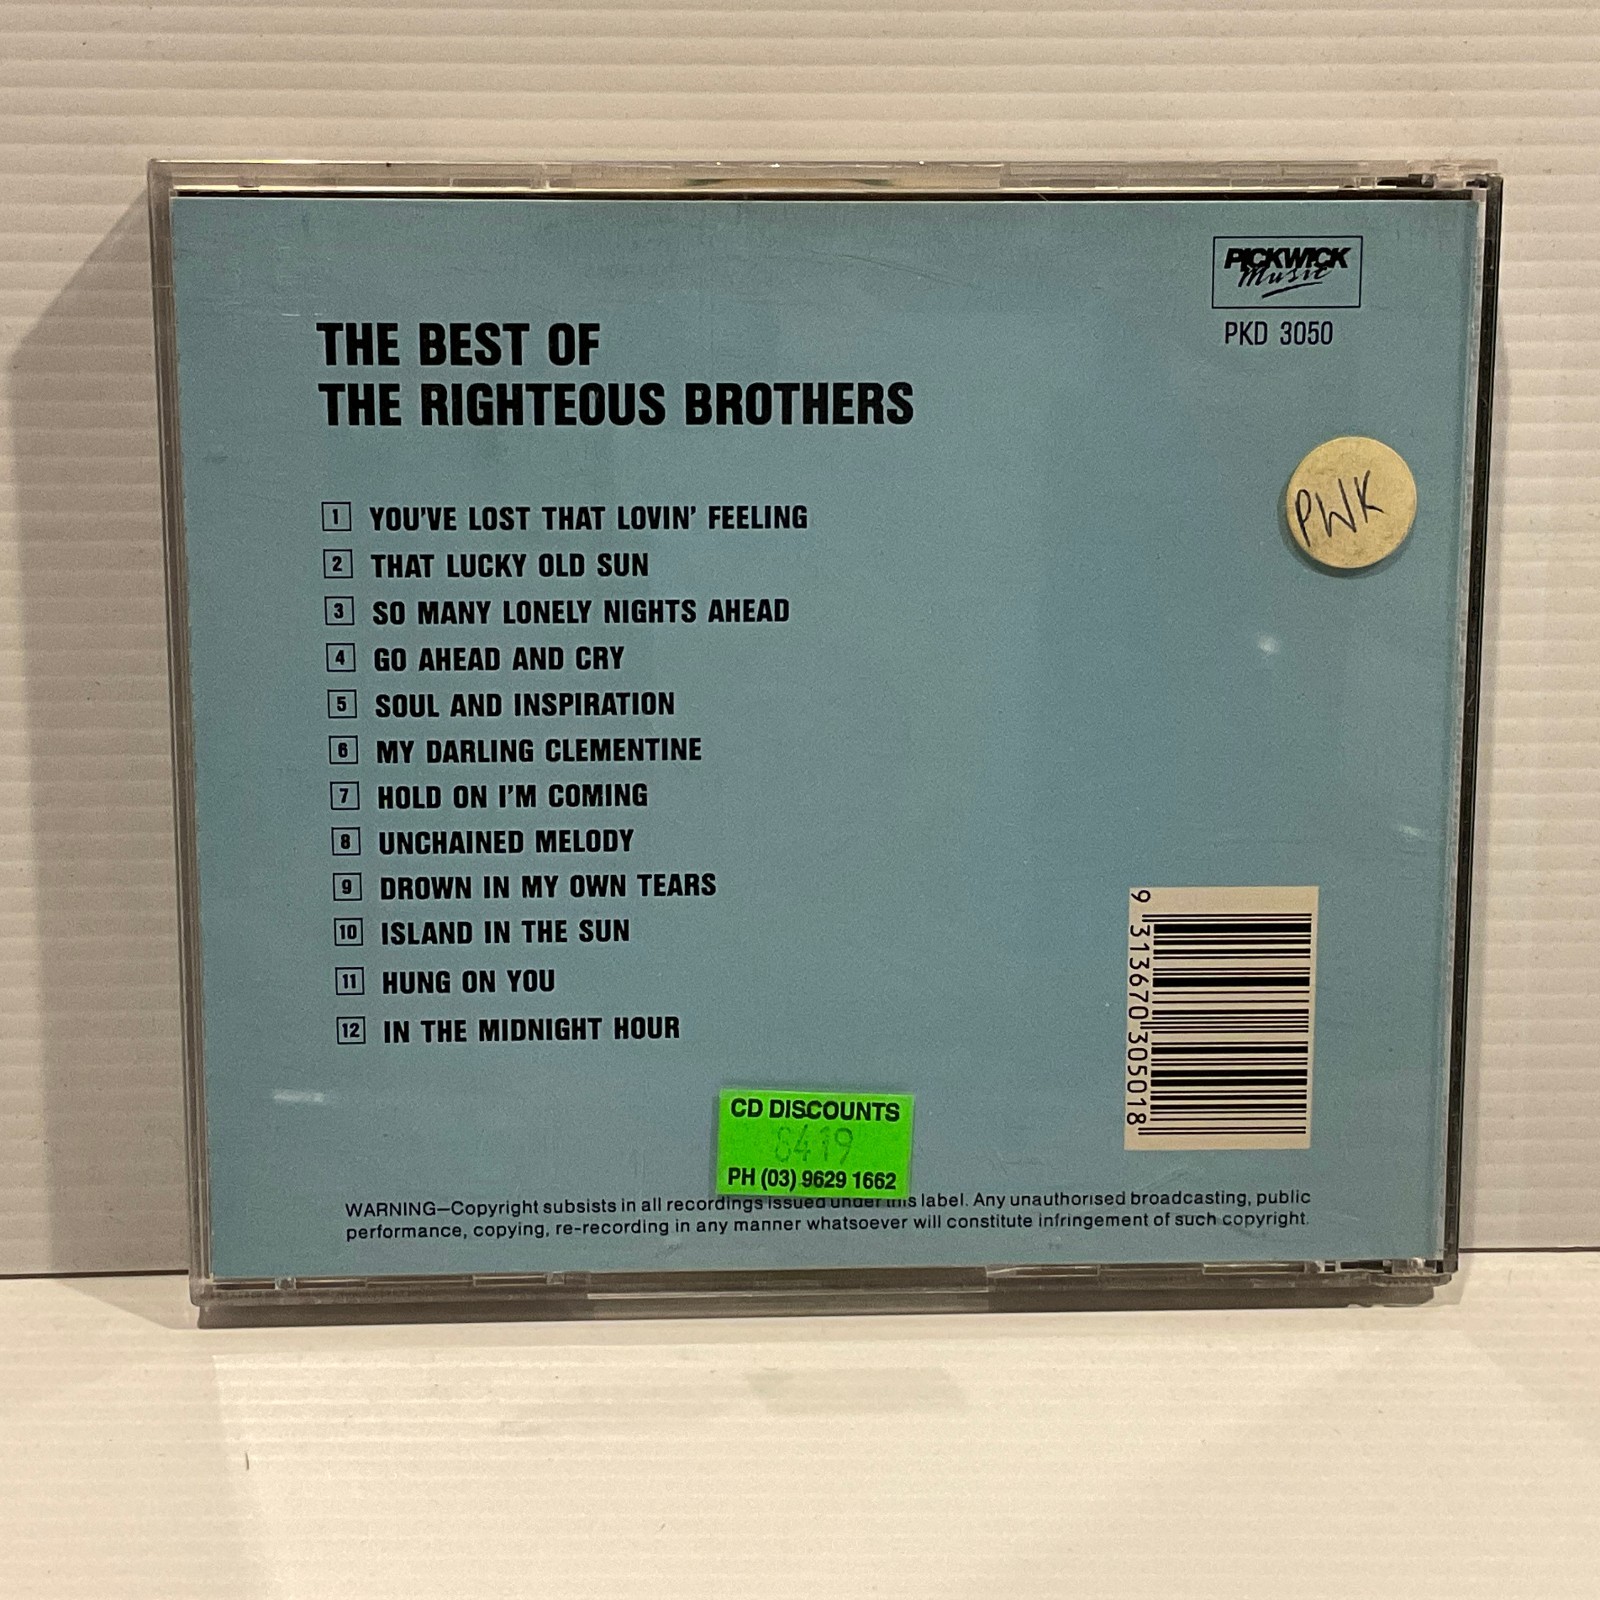 PICKWICK
Music
PKD 3050
THE BEST OF
THE RIGHTEOUS BROTHERS
PWK
1 YOU'VE LOST THAT LOVIN' FEELING
2 THAT LUCKY OLD SUN
3 SO MANY LONELY NIGHTS AHEAD
4 GO AHEAD AND CRY
5 SOUL AND INSPIRATION
6 MY DARLING CLEMENTINE
7 HOLD ON I'M COMING
8 UNCHAINED MELODY
9 DROWN IN MY OWN TEARS
10 ISLAND IN THE SUN
11 HUNG ON YOU
12 IN THE MIDNIGHT HOUR
9 313670 305018
CD DISCOUNTS
PH (03) 9629 1662
WARNING—Copyright subsists in all recordings issued under this label. Any unauthorised broadcasting, public
performance, copying, re-recording in any manner whatsoever will constitute infringement of such copyright.